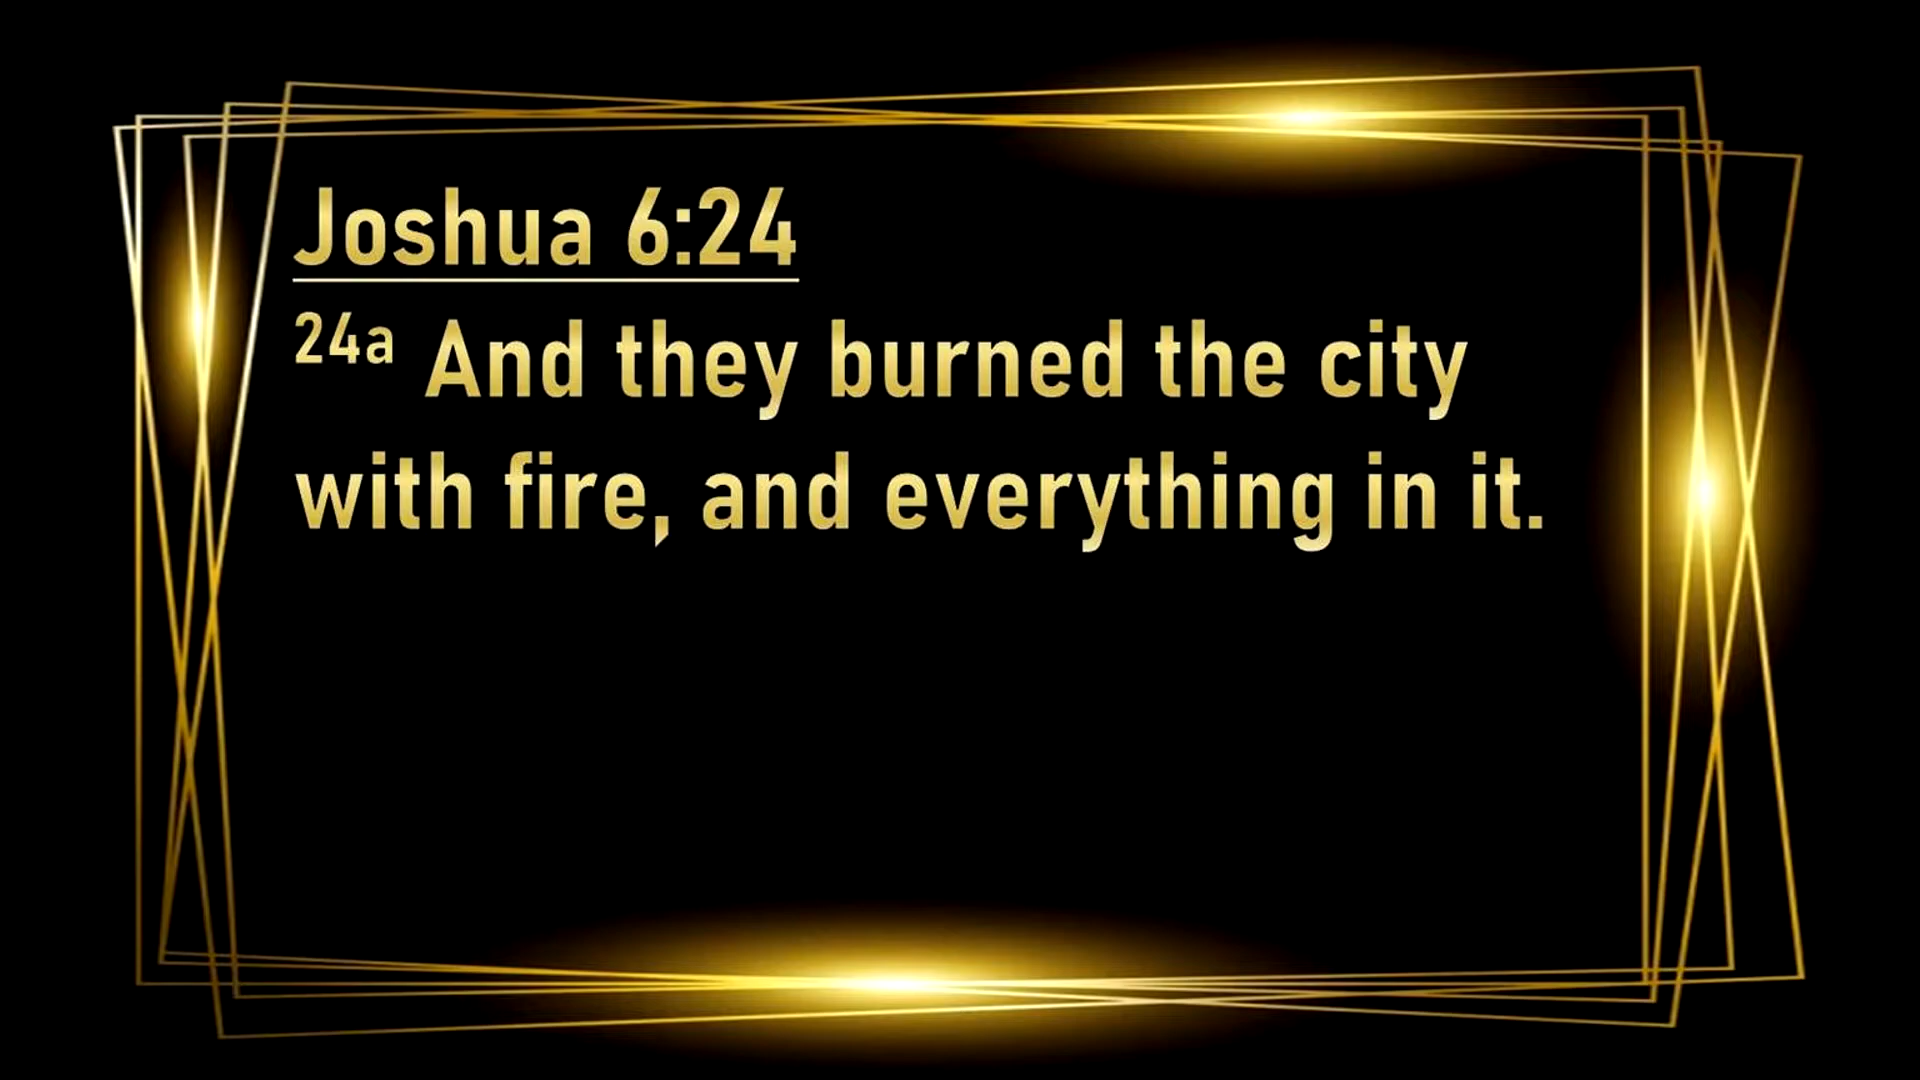 Joshua 6:24
24a And they burned the city
with fire, and everything in it.